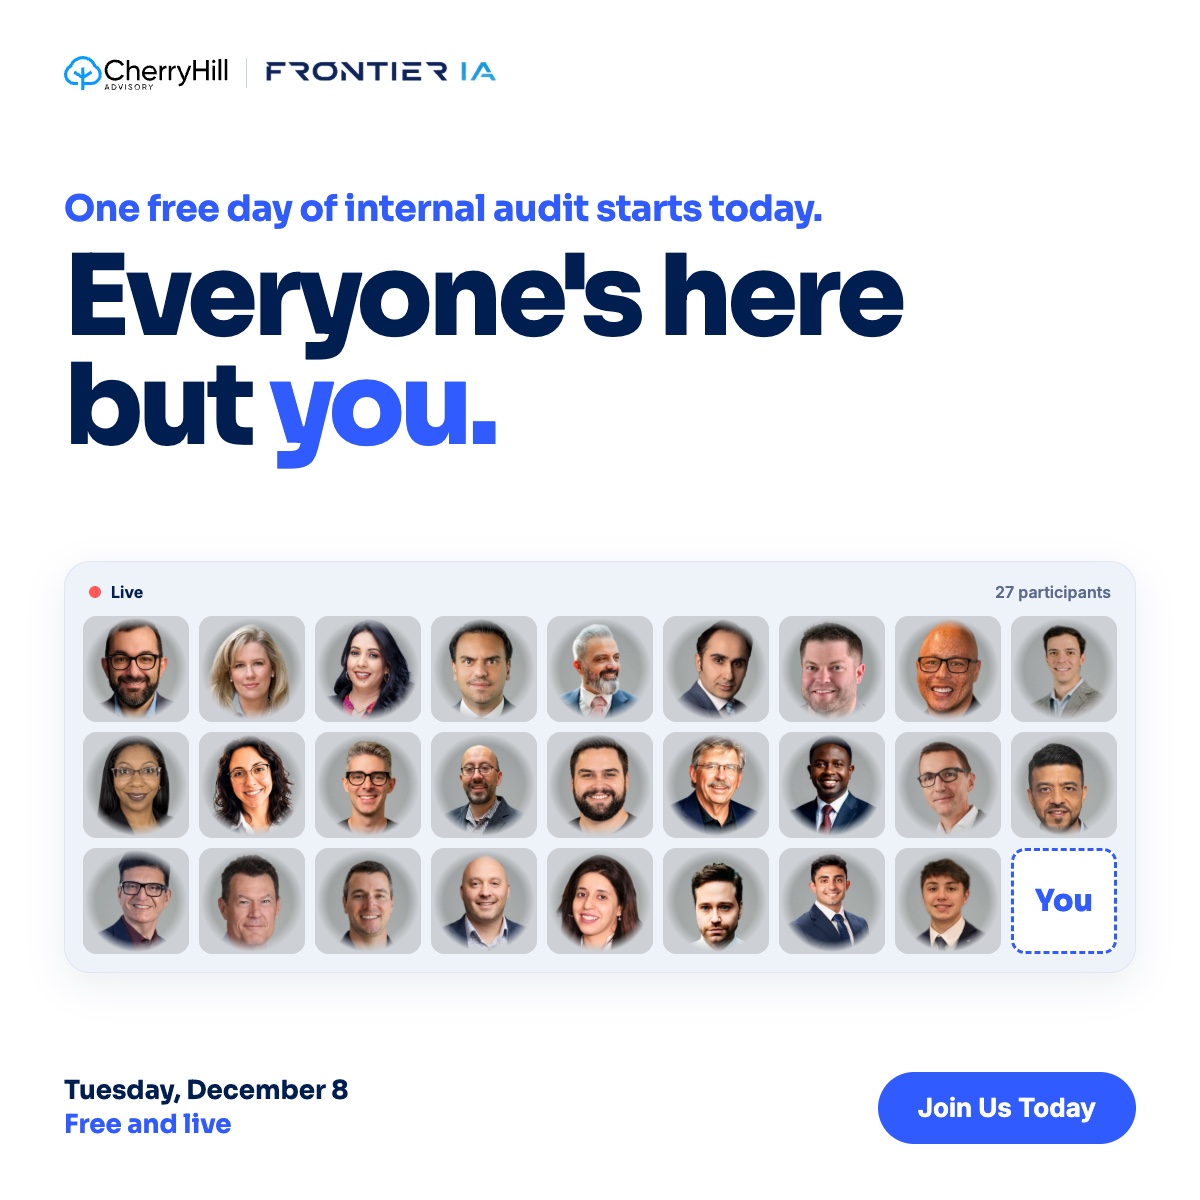 CherryHill
ADVISORY
FRONTIER IA
One free day of internal audit starts today.
Everyone's here
but you.
Live
27 participants
You
Tuesday, December 8
Free and live
Join Us Today